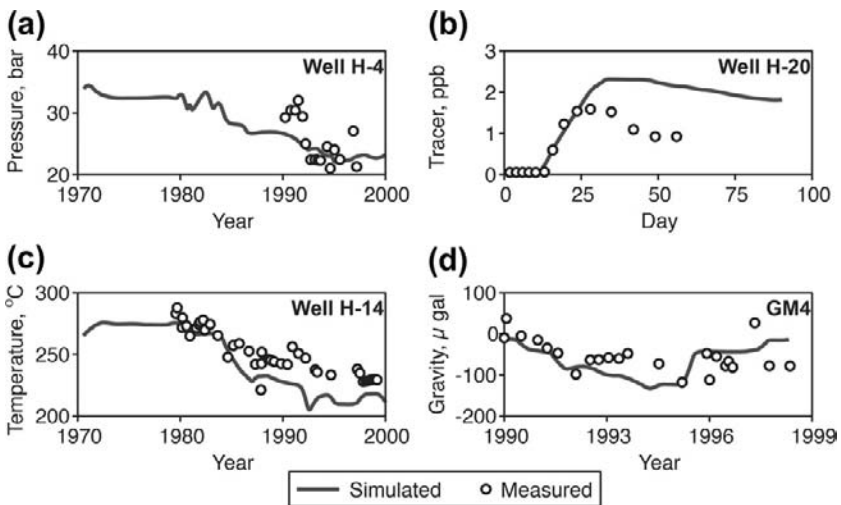 (a)
(b)
40
30
20
Pressure, bar
Well H-4
1970 1980 1990 2000
Year
3
2
1
0
Tracer, ppb
Well H-20
0 25 50 75 100
Day
(c)
(d)
300
250
200
Temperature, °C
Well H-14
1970 1980 1990 2000
Year
100
0
-100
-200
Gravity, µ gal
GM4
1990 1993 1996 1999
Year
Simulated Measured